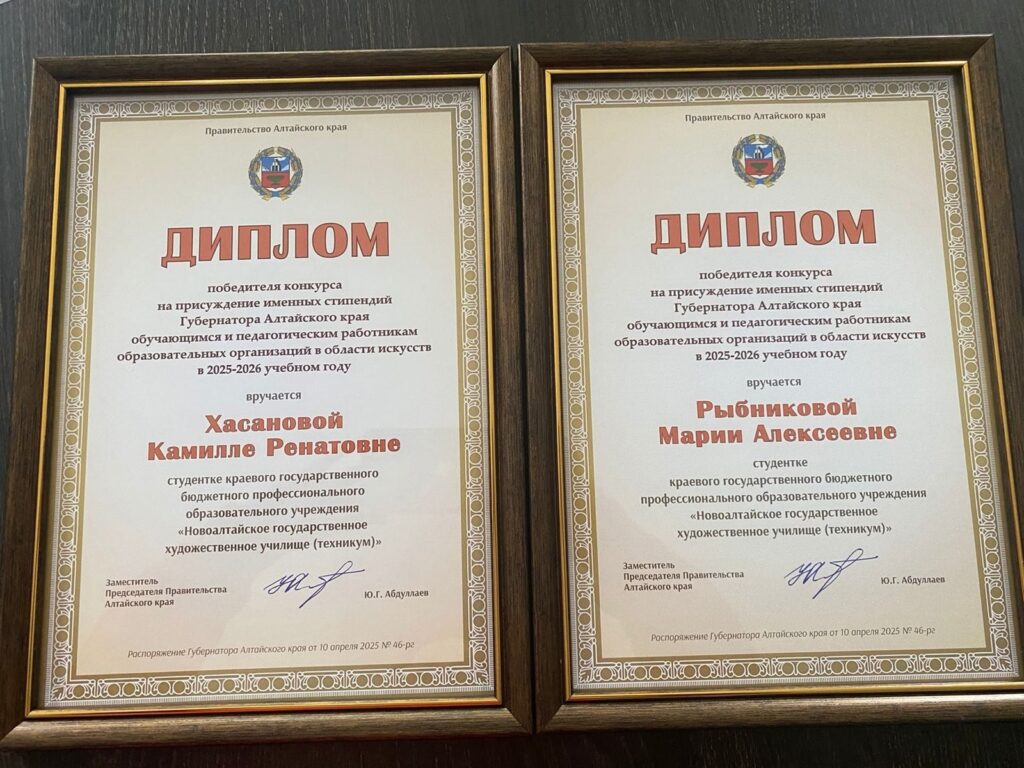 Правительство Алтайского края
ДИПЛОМ
победителя конкурса
на присуждение именных стипендий
Губернатора Алтайского края
обучающимся и педагогическим работникам
образовательных организаций в области искусств
в 2025-2026 учебном году
вручается
Хасановой
Камилле Ренатовне
студентке краевого государственного
бюджетного профессионального
образовательного учреждения
«Новоалтайское государственное
художественное училище (техникум)»
Заместитель
Председателя Правительства
Алтайского края
Ю.Г. Абдуллаев
Распоряжение Губернатора Алтайского края от 10 апреля 2025 № 46-рг
Правительство Алтайского края
ДИПЛОМ
победителя конкурса
на присуждение именных стипендий
Губернатора Алтайского края
обучающимся и педагогическим работникам
образовательных организаций в области искусств
в 2025-2026 учебном году
вручается
Рыбниковой
Марии Алексеевне
студентке
краевого государственного бюджетного
профессионального образовательного учреждения
«Новоалтайское государственное
художественное училище (техникум)»
Заместитель
Председателя Правительства
Алтайского края
Ю.Г. Абдуллаев
Распоряжение Губернатора Алтайского края от 10 апреля 2025 № 46-рг